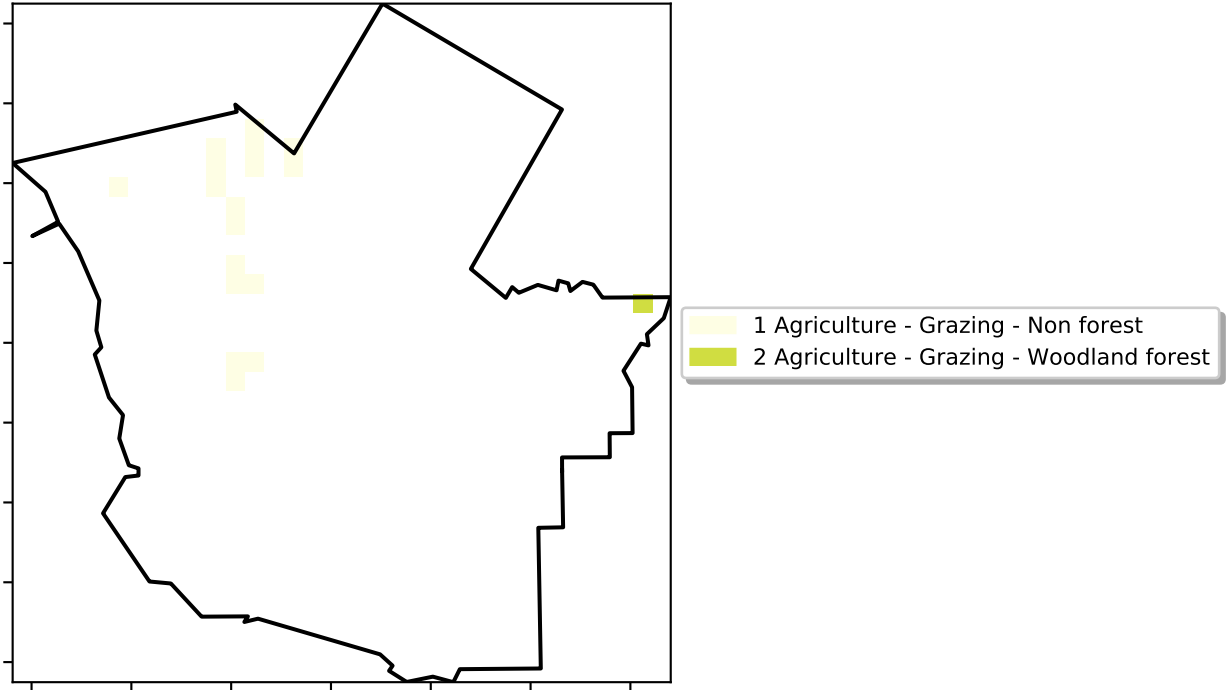 1 Agriculture - Grazing - Non forest
2 Agriculture - Grazing - Woodland forest